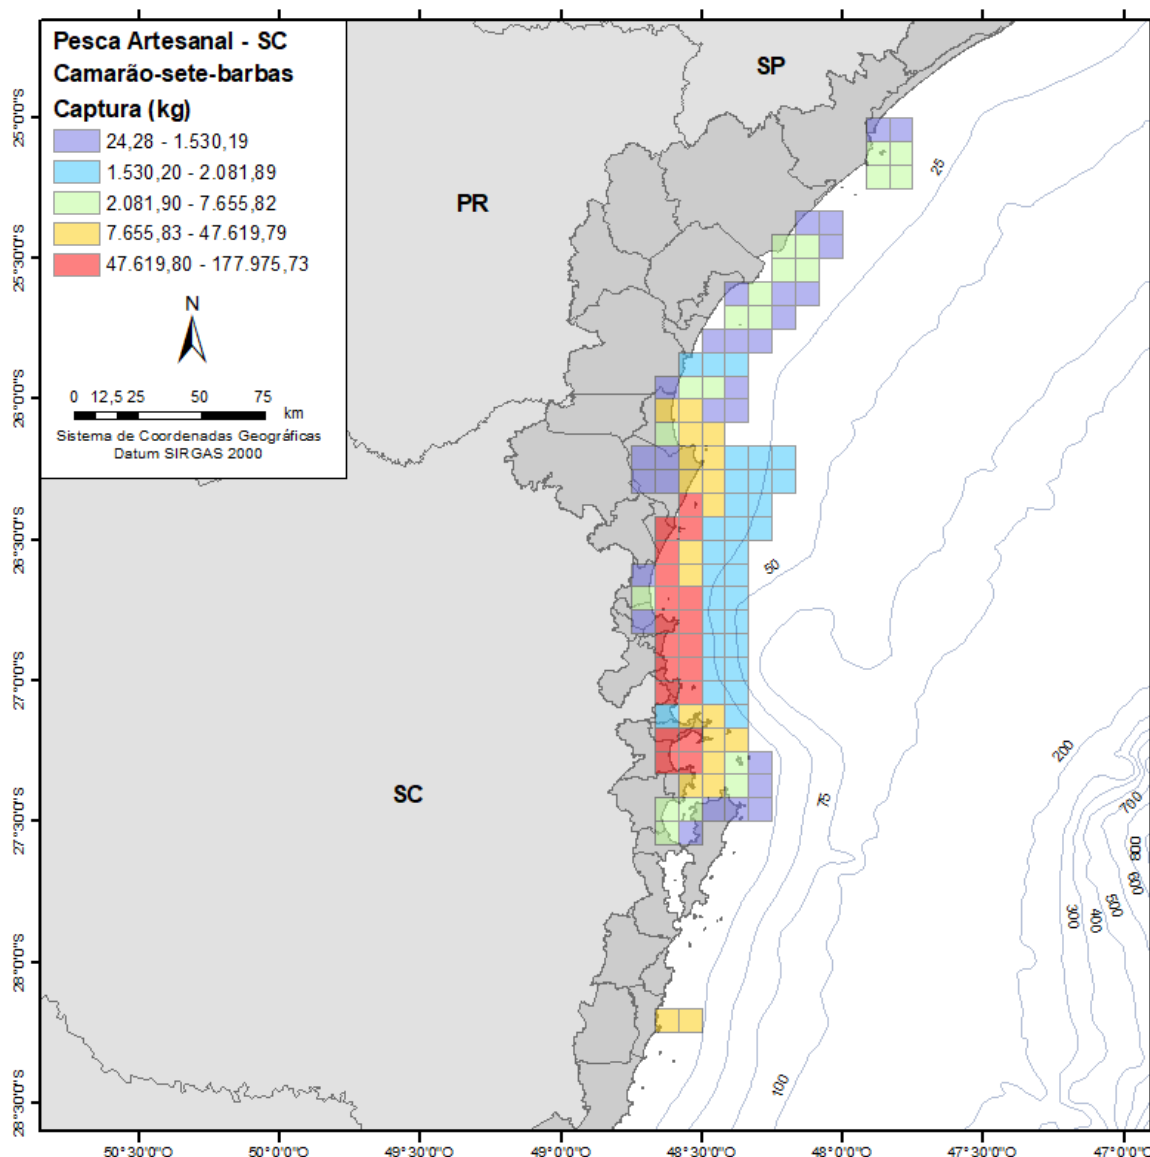 Pesca Artesanal - SC
Camarão-sete-barbas
Captura (kg)
24,28 - 1.530,19
1.530,20 - 2.081,89
2.081,90 - 7.655,82
7.655,83 - 47.619,79
47.619,80 - 177.975,73
N
0 12,5 25 50 75
km
Sistema de Coordenadas Geográficas
Datum SIRGAS 2000
SP
PR
SC
25
50
75
100
200
700
800
600
500
400
300
25°0'0"S
25°30'0"S
26°0'0"S
26°30'0"S
27°0'0"S
27°30'0"S
28°0'0"S
28°30'0"S
50°30'0"O
50°0'0"O
49°30'0"O
49°0'0"O
48°30'0"O
48°0'0"O
47°30'0"O
47°0'0"O